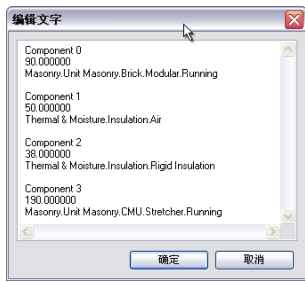 编辑文字
Component 0
90.000000
Masonry.Unit Masonry.Brick.Modular.Running
Component 1
50.000000
Thermal & Moisture.Insulation.Air
Component 2
38.000000
Thermal & Moisture.Insulation.Rigid Insulation
Component 3
190.000000
Masonry.Unit Masonry.CMU.Stretcher.Running
确定 取消